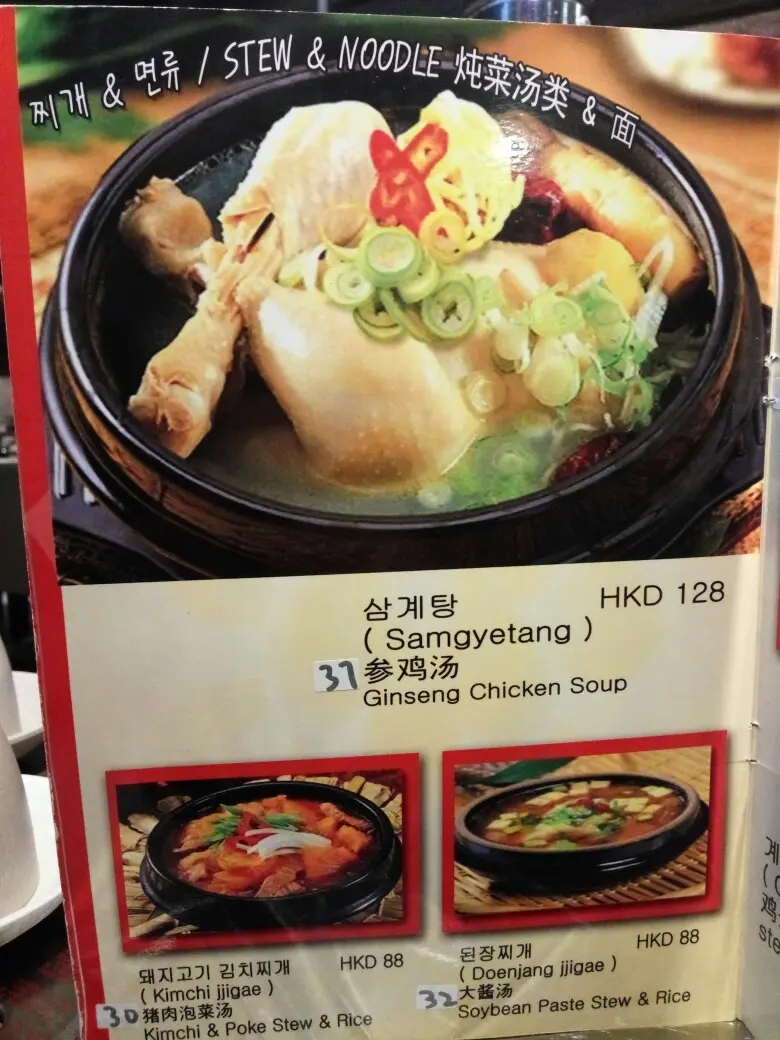 찌개 & 면류 / STEW & NOODLE 炖菜汤类 & 面
삼계탕 HKD 128
( Samgyetang )
37 参鸡汤
Ginseng Chicken Soup
돼지고기 김치찌개 HKD 88
( Kimchi jjigae )
30 猪肉泡菜汤
Kimchi & Poke Stew & Rice
된장찌개 HKD 88
( Doenjang jjigae )
32 大酱汤
Soybean Paste Stew & Rice
계
(
鸡
ste